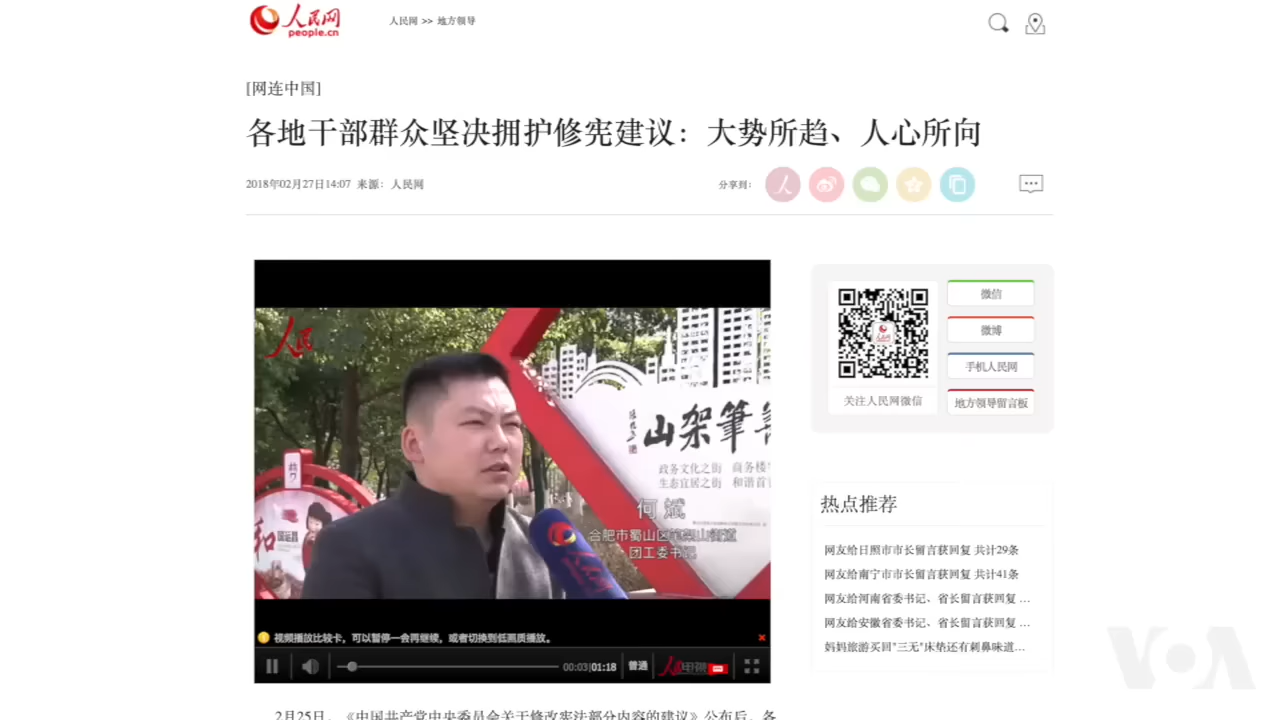 人民网
people.cn
人民网 >> 地方领导
[网连中国]
各地干部群众坚决拥护修宪建议：大势所趋、人心所向
2018年02月27日14:07 来源：人民网
分享到：
人民
山架筆
政务文化之街 商务楼
生态宜居之街 和谐首
和
何斌
合肥市蜀山区笔架山街道
团工委书记
视频播放比较卡，可以暂停一会再继续，或者切换到低画质播放。
00:03|01:18
普通
人民电视
微信
微博
手机人民网
地方领导留言板
关注人民网微信
热点推荐
网友给日照市市长留言获回复 共计29条
网友给南宁市市长留言获回复 共计41条
网友给河南省委书记、省长留言获回复 ...
网友给安徽省委书记、省长留言获回复 ...
妈妈旅游买回"三无"床垫还有刺鼻味道...
VOA
2月25日，《中国共产党中央委员会关于修改宪法部分内容的建议》公布后，各